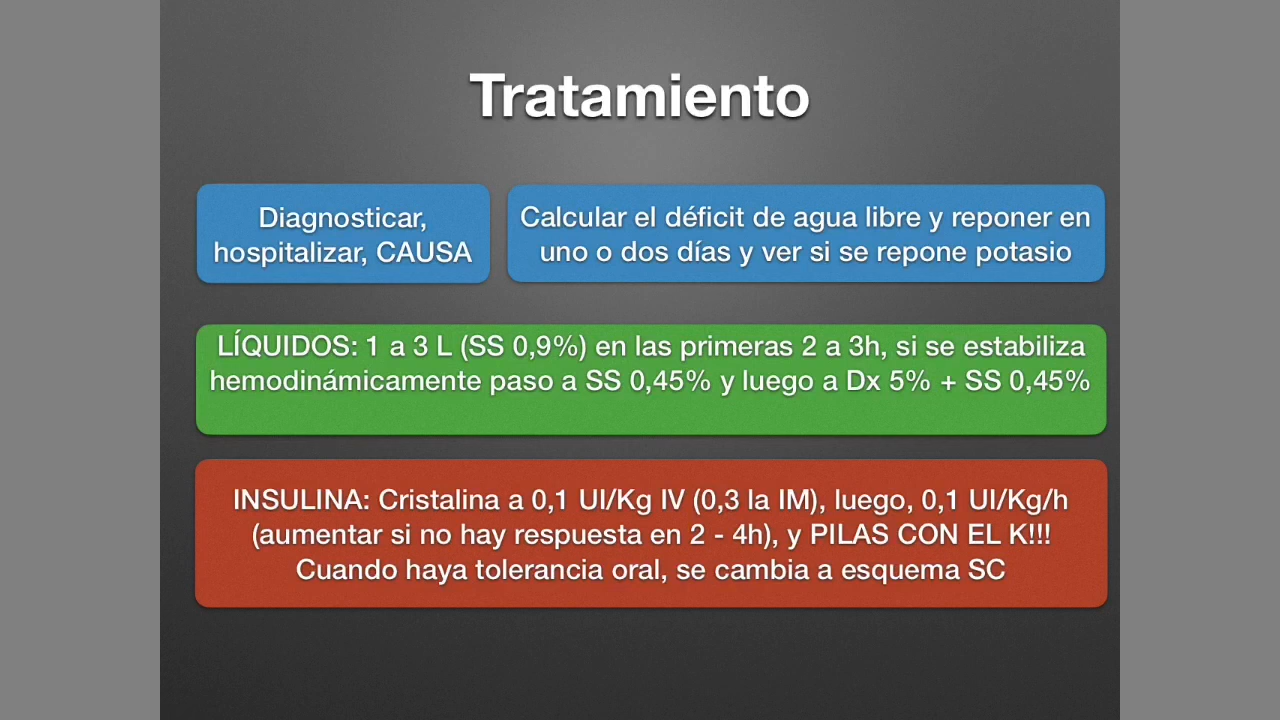 Tratamiento
Diagnosticar,
hospitalizar, CAUSA
Calcular el déficit de agua libre y reponer en
uno o dos días y ver si se repone potasio
LÍQUIDOS: 1 a 3 L (SS 0,9%) en las primeras 2 a 3h, si se estabiliza
hemodinámicamente paso a SS 0,45% y luego a Dx 5% + SS 0,45%
INSULINA: Cristalina a 0,1 UI/Kg IV (0,3 la IM), luego, 0,1 UI/Kg/h
(aumentar si no hay respuesta en 2 - 4h), y PILAS CON EL K!!!
Cuando haya tolerancia oral, se cambia a esquema SC